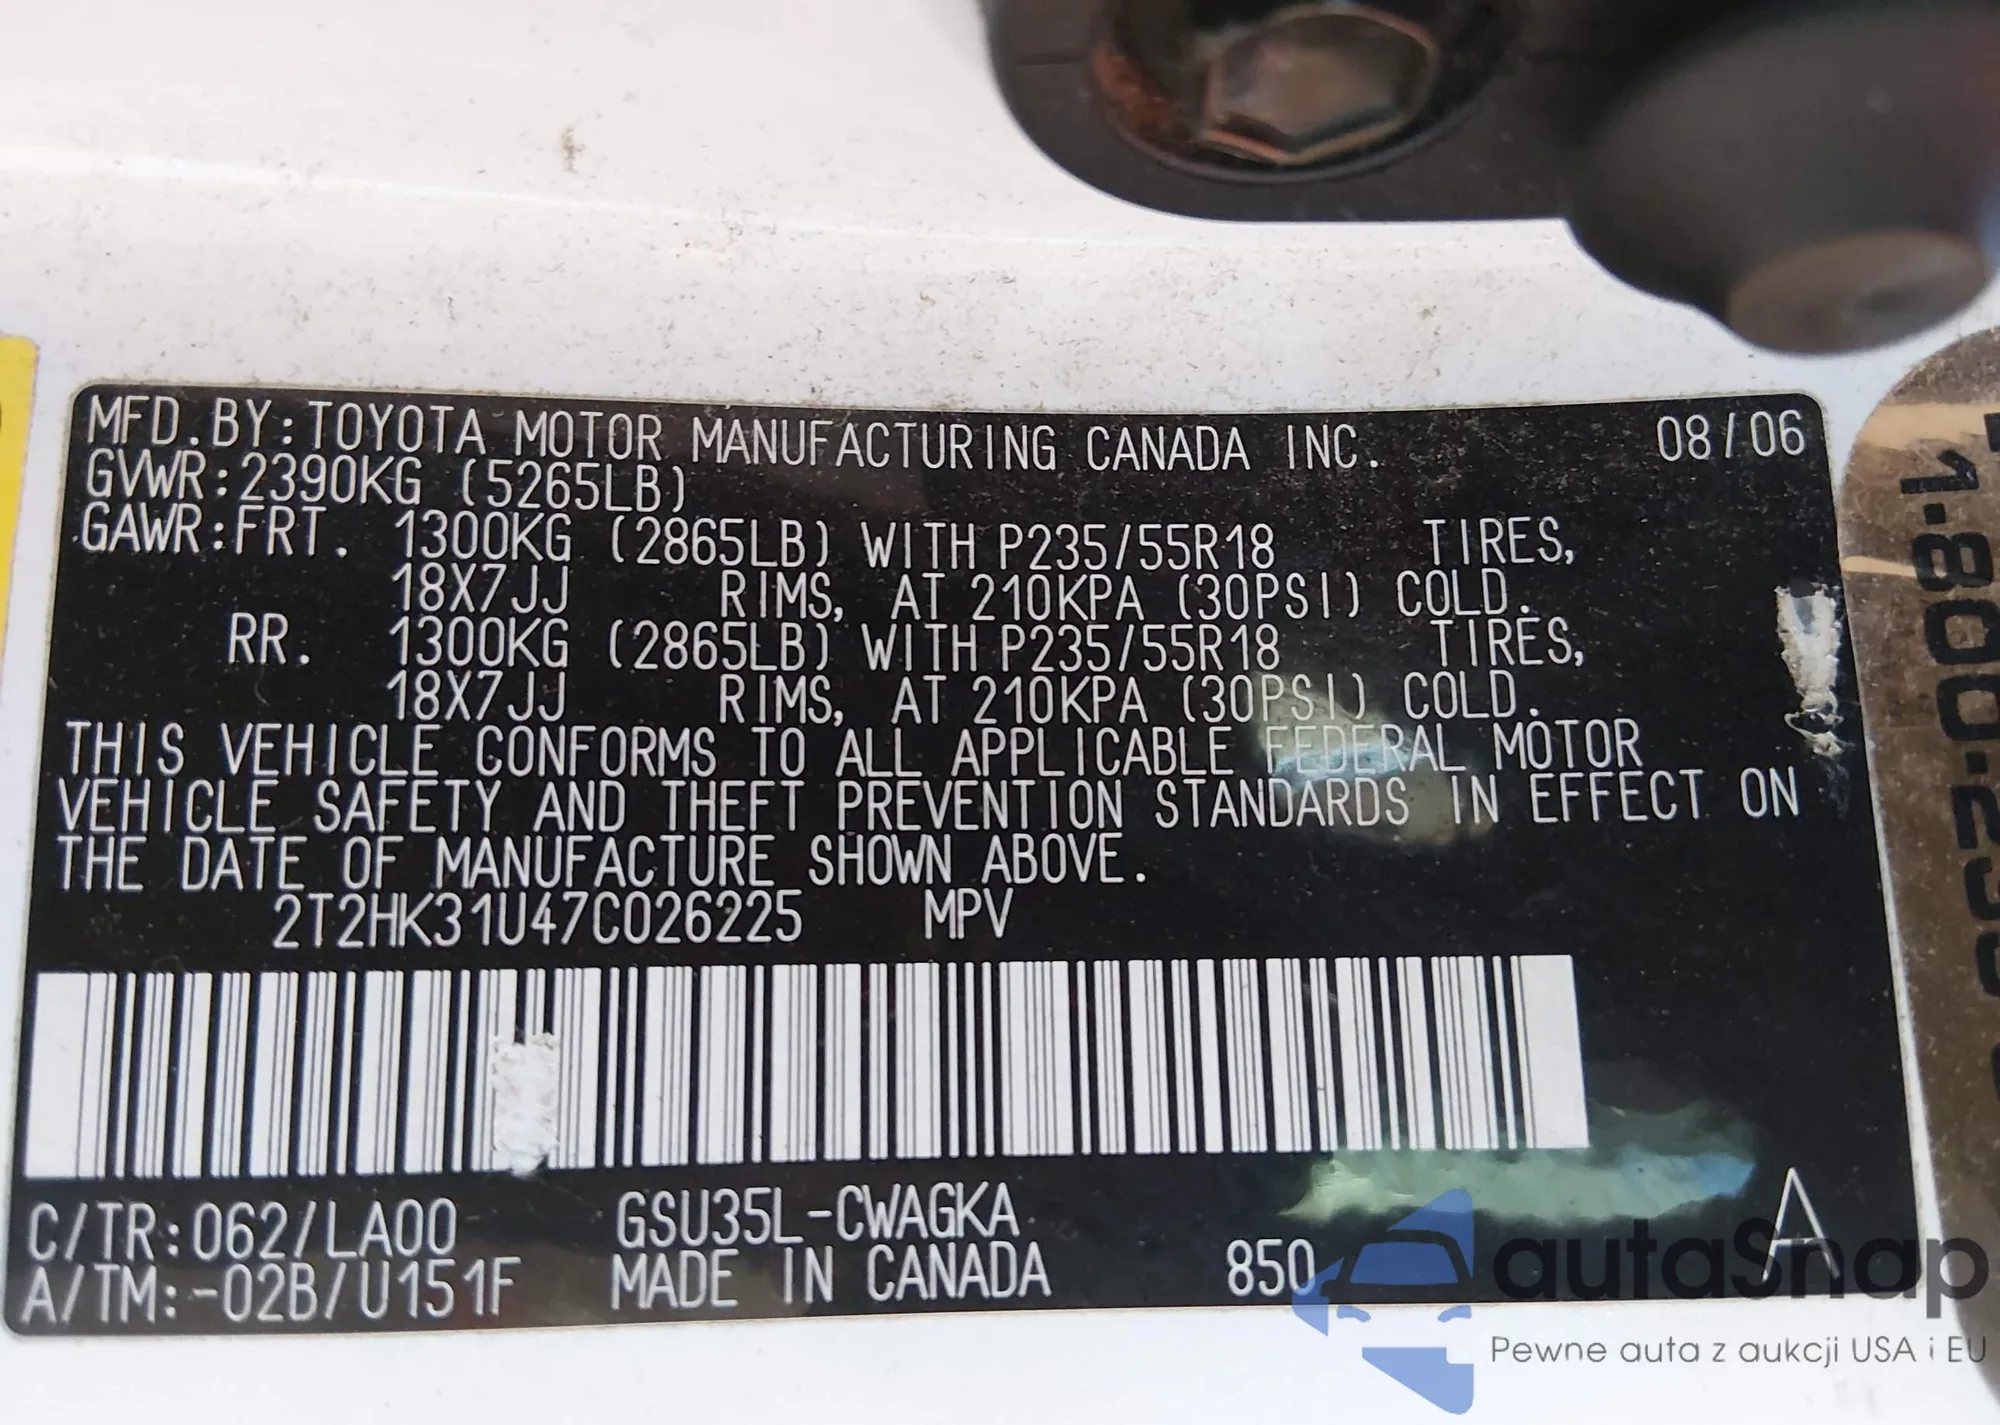 MFD.BY:TOYOTA MOTOR MANUFACTURING CANADA INC. 08/06
GVWR:2390KG (5265LB)
GAWR:FRT. 1300KG (2865LB) WITH P235/55R18 TIRES,
18X7JJ RIMS, AT 210KPA (30PSI) COLD.
RR. 1300KG (2865LB) WITH P235/55R18 TIRES,
18X7JJ RIMS, AT 210KPA (30PSI) COLD.
THIS VEHICLE CONFORMS TO ALL APPLICABLE FEDERAL MOTOR
VEHICLE SAFETY AND THEFT PREVENTION STANDARDS IN EFFECT ON
THE DATE OF MANUFACTURE SHOWN ABOVE.
2T2HK31U47C026225 MPV
C/TR:062/LA00 GSU35L-CWAGKA A
A/TM:-02B/U151F MADE IN CANADA 850
autaSnap
Pewne auta z aukcji USA i EU